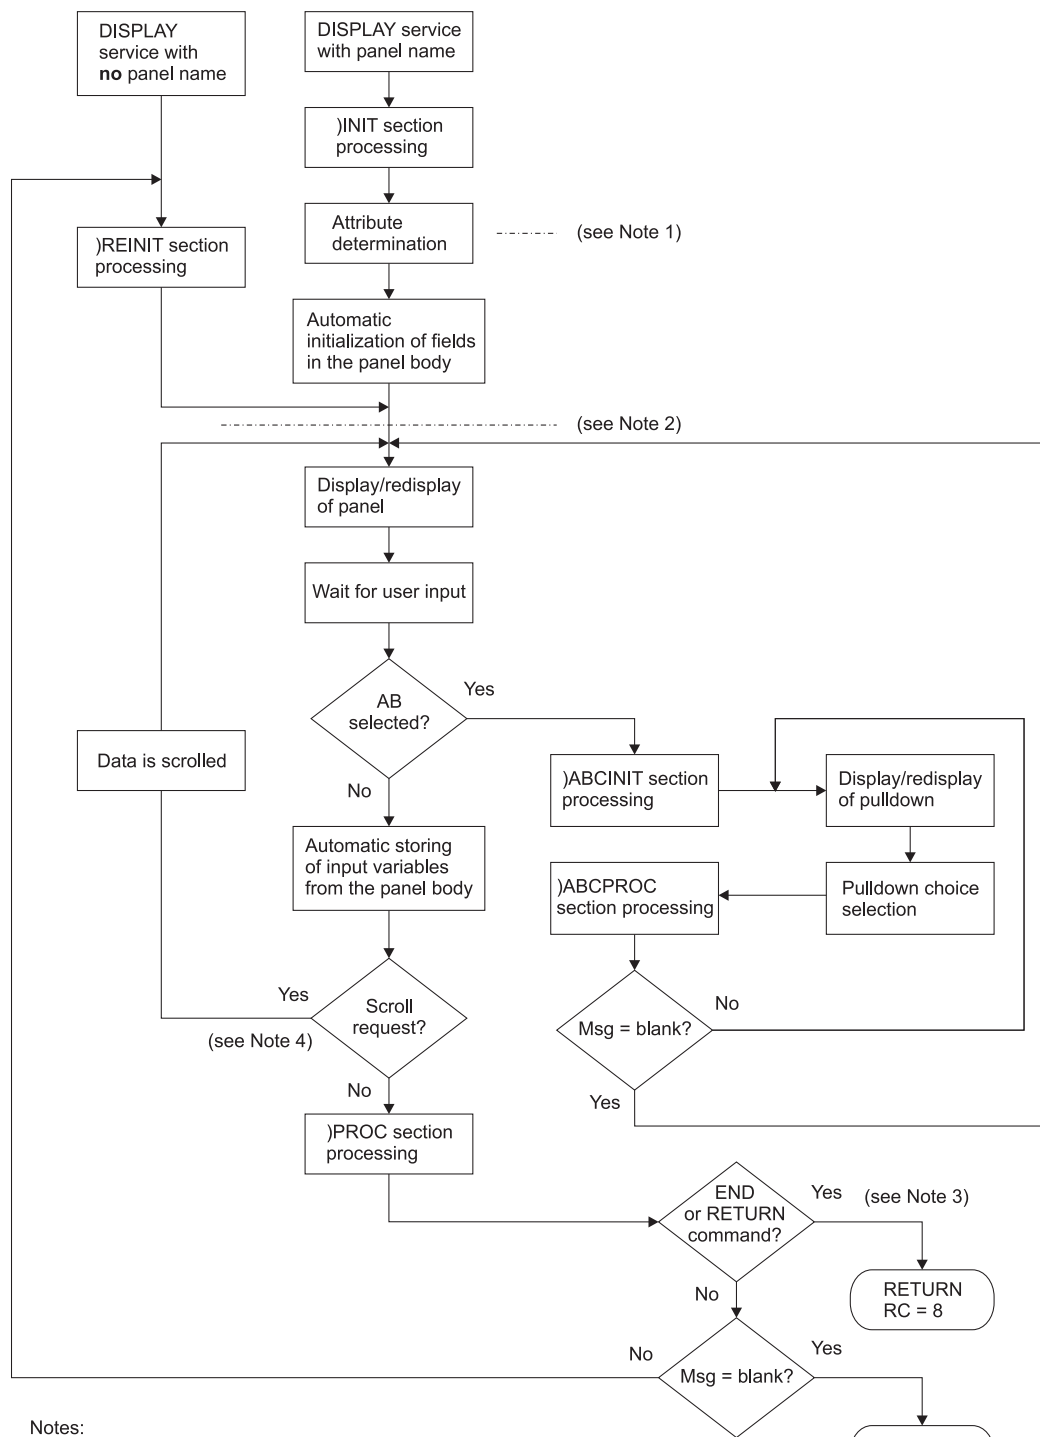 DISPLAY
service with
no panel name
DISPLAY service
with panel name
)INIT section
processing
Attribute
determination
(see Note 1)
)REINIT section
processing
Automatic
initialization of fields
in the panel body
(see Note 2)
Display/redisplay
of panel
Wait for user input
AB
selected?
Yes
No
Data is scrolled
)ABCINIT section
processing
Display/redisplay
of pulldown
Automatic storing
of input variables
from the panel body
)ABCPROC
section processing
Pulldown choice
selection
Scroll
request?
Yes
(see Note 4)
No
Msg = blank?
No
Yes
)PROC section
processing
END
or RETURN
command?
Yes
(see Note 3)
No
RETURN
RC = 8
Msg = blank?
No
Yes
Notes: